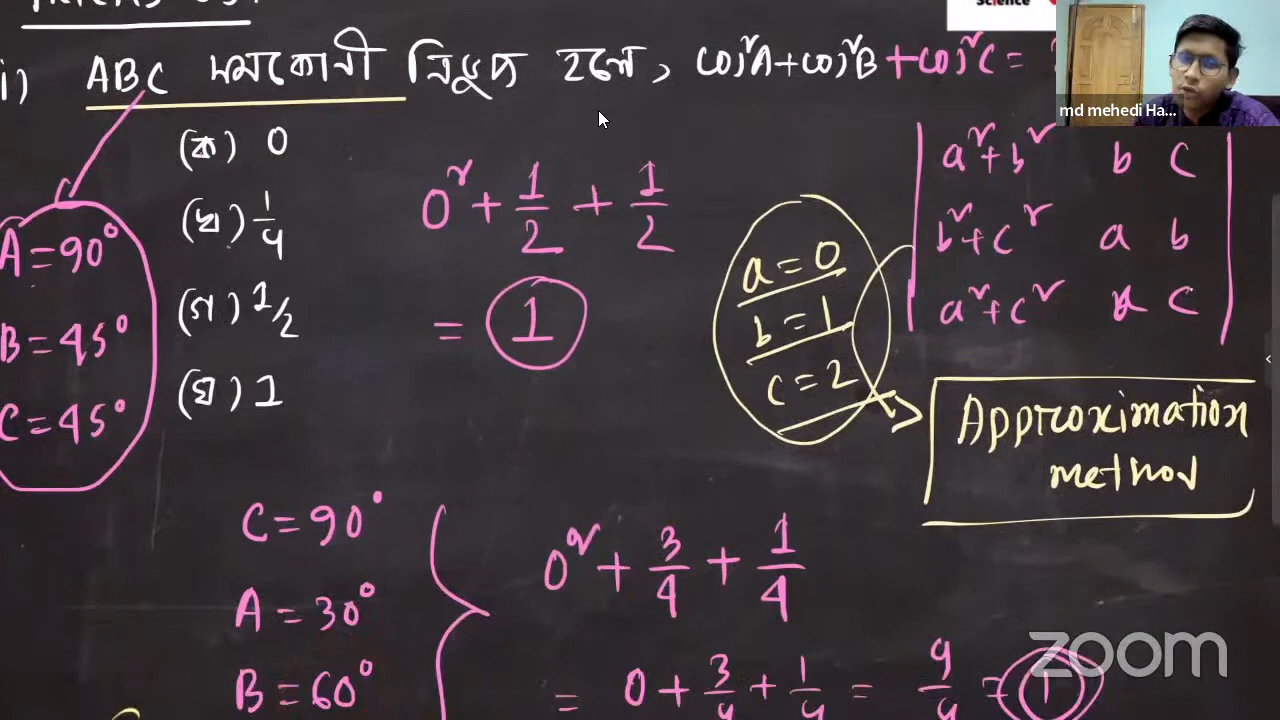 Science
i) ABC সমকোণী ত্রিভুজ হলে, cos²A+cos²B+cos²C=
md mehedi Ha...
(ক) 0
(খ) 1/4
(গ) 1/2
(ঘ) 1
A=90°
B=45°
C=45°
0²+1/2+1/2
= 1
a=0
b=1
c=2
a²+b² b c
b²+c² a b
a²+c² c
Approximation
method
C=90°
A=30°
B=60°
0²+3/4+1/4
= 0+3/4+1/4 = 4/4 = 1
zoom